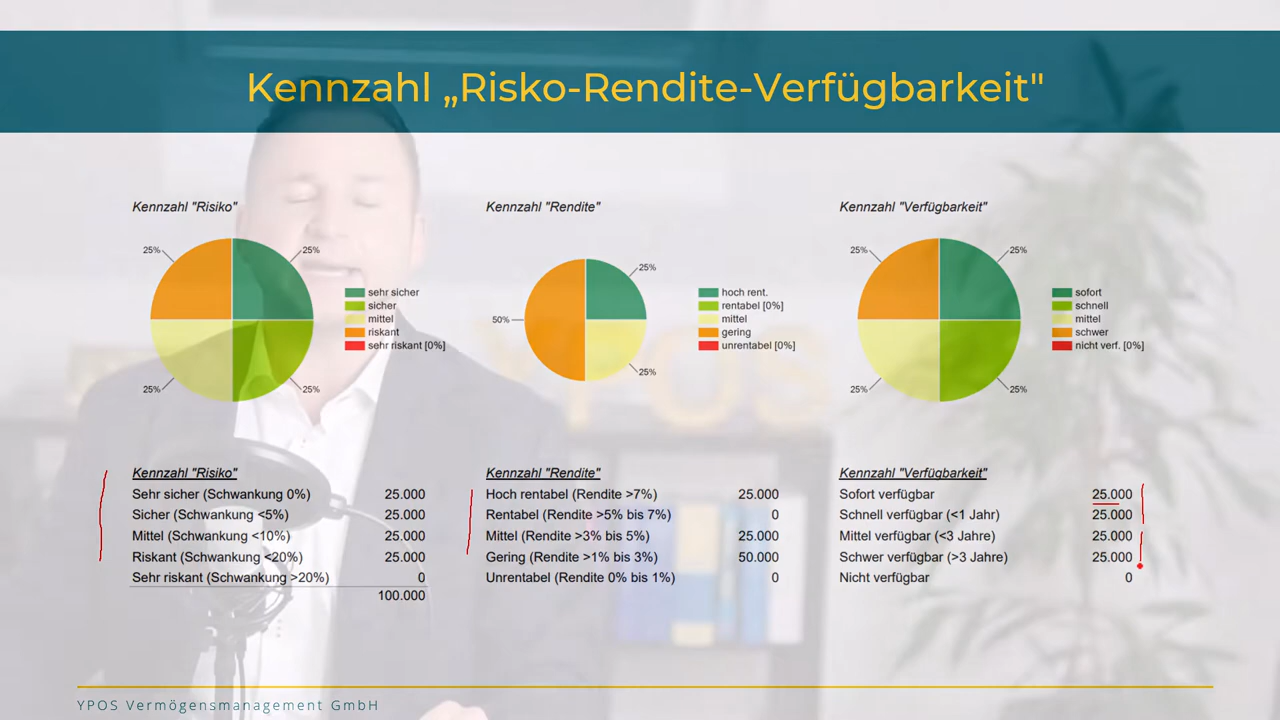 Kennzahl „Risko-Rendite-Verfügbarkeit"
Kennzahl "Risiko"
25%
25%
25%
25%
sehr sicher
sicher
mittel
riskant
sehr riskant [0%]
Kennzahl "Rendite"
25%
50%
25%
hoch rent.
rentabel [0%]
mittel
gering
unrentabel [0%]
Kennzahl "Verfügbarkeit"
25%
25%
25%
25%
sofort
schnell
mittel
schwer
nicht verf. [0%]
Kennzahl "Risiko"
Sehr sicher (Schwankung 0%) 25.000
Sicher (Schwankung <5%) 25.000
Mittel (Schwankung <10%) 25.000
Riskant (Schwankung <20%) 25.000
Sehr riskant (Schwankung >20%) 0
100.000
Kennzahl "Rendite"
Hoch rentabel (Rendite >7%) 25.000
Rentabel (Rendite >5% bis 7%) 0
Mittel (Rendite >3% bis 5%) 25.000
Gering (Rendite >1% bis 3%) 50.000
Unrentabel (Rendite 0% bis 1%) 0
Kennzahl "Verfügbarkeit"
Sofort verfügbar 25.000
Schnell verfügbar (<1 Jahr) 25.000
Mittel verfügbar (<3 Jahre) 25.000
Schwer verfügbar (>3 Jahre) 25.000
Nicht verfügbar 0
YPOS
YPOS Vermögensmanagement GmbH